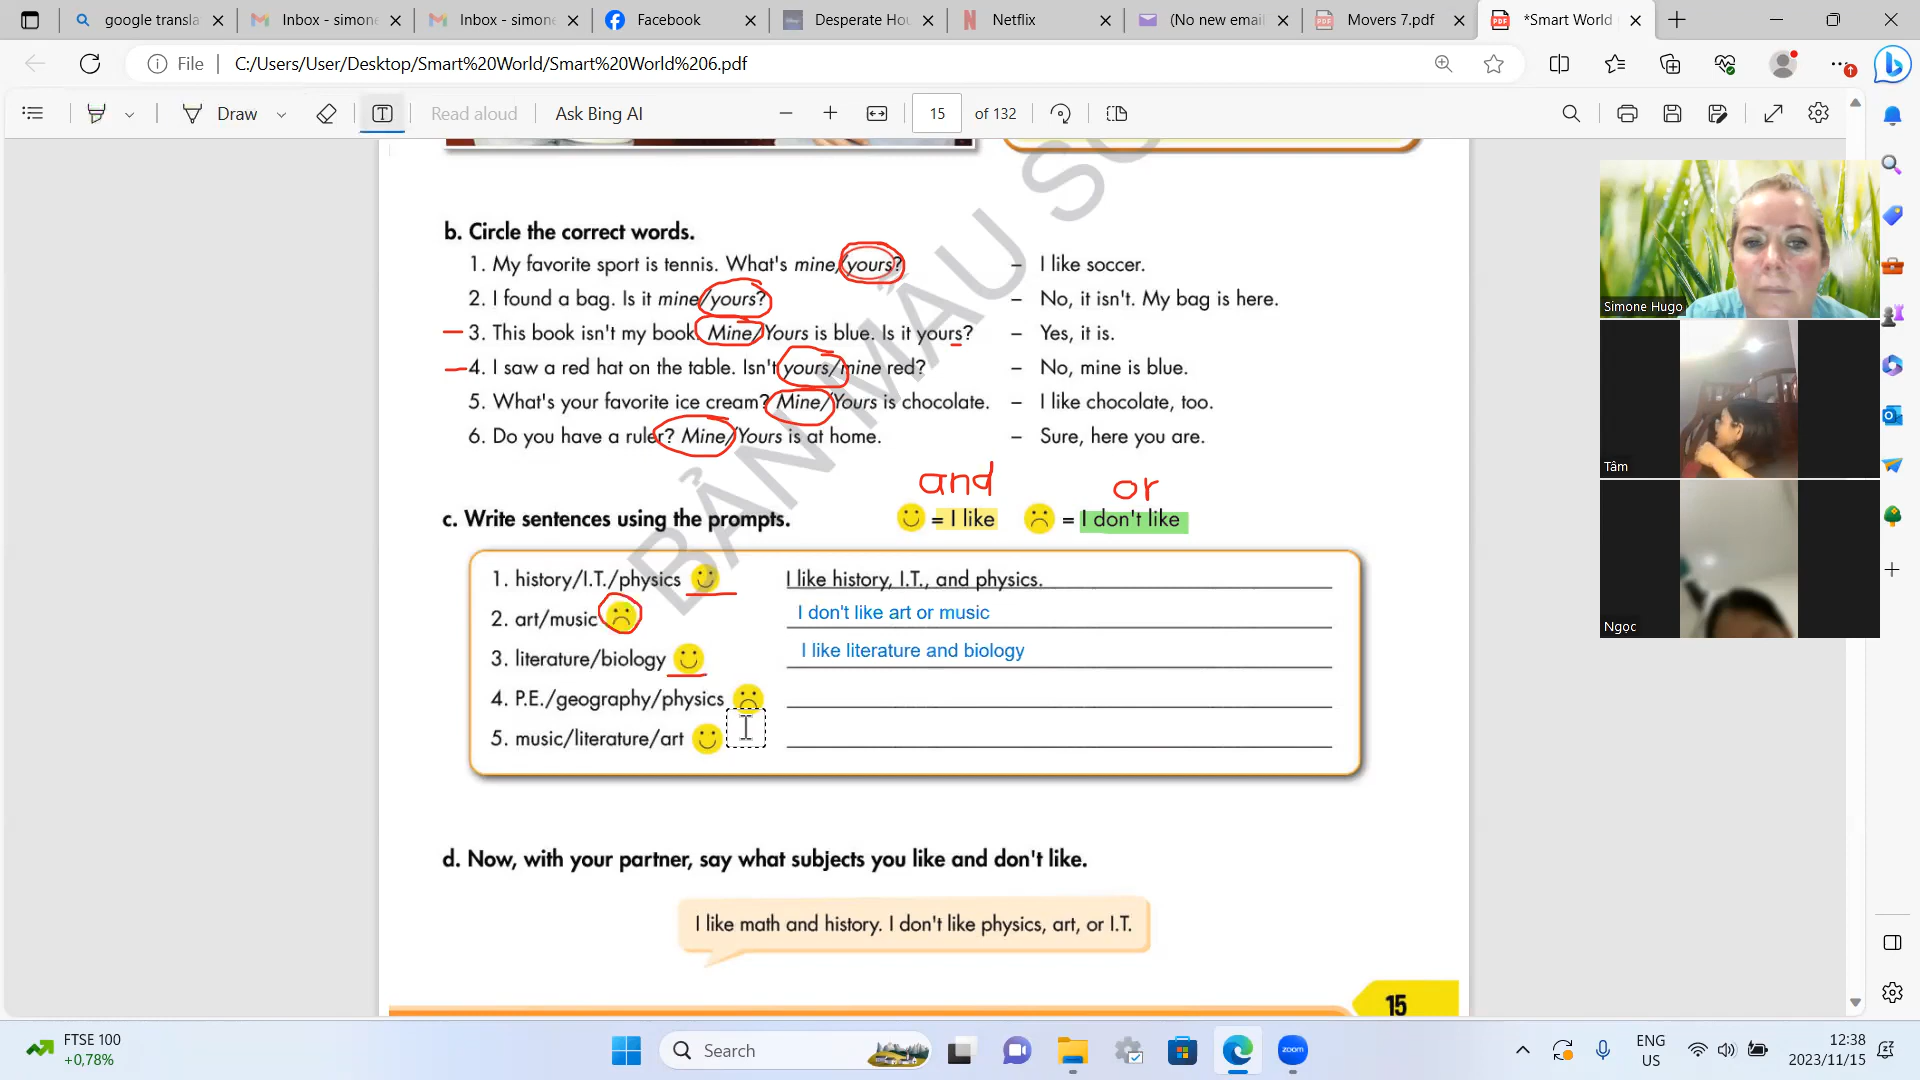 google transla
Inbox - simone
Inbox - simone
Facebook
Desperate Hou
Netflix
(No new emai
Movers 7.pdf
*Smart World
File
C:/Users/User/Desktop/Smart%20World/Smart%20World%206.pdf
Draw
Read aloud
Ask Bing AI
15
of 132
BẢN MẪU
b. Circle the correct words.
1. My favorite sport is tennis. What's mine/yours? – I like soccer.
2. I found a bag. Is it mine/yours? – No, it isn't. My bag is here.
3. This book isn't my book. Mine/Yours is blue. Is it yours? – Yes, it is.
4. I saw a red hat on the table. Isn't yours/mine red? – No, mine is blue.
5. What's your favorite ice cream? Mine/Yours is chocolate. – I like chocolate, too.
6. Do you have a ruler? Mine/Yours is at home. – Sure, here you are.
and
or
c. Write sentences using the prompts.
= I like
= I don't like
1. history/I.T./physics
I like history, I.T., and physics.
2. art/music
I don't like art or music
3. literature/biology
I like literature and biology
4. P.E./geography/physics
5. music/literature/art
d. Now, with your partner, say what subjects you like and don't like.
I like math and history. I don't like physics, art, or I.T.
15
Simone Hugo
Tâm
Ngọc
FTSE 100
+0,78%
Search
zoom
ENG
US
12:38
2023/11/15